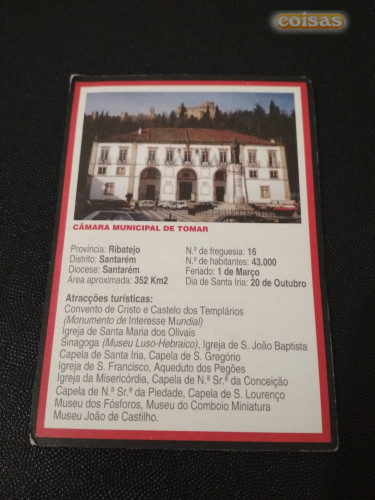 coisas
CÂMARA MUNICIPAL DE TOMAR
Província: Ribatejo
Distrito: Santarém
Diocese: Santarém
Área aproximada: 352 Km2
N.º de freguesia: 16
N.º de habitantes: 43.000
Feriado: 1 de Março
Dia de Santa Iria: 20 de Outubro
Atracções turísticas:
Convento de Cristo e Castelo dos Templários
(Monumento de Interesse Mundial)
Igreja de Santa Maria dos Olivais
Sinagoga (Museu Luso-Hebraico), Igreja de S. João Baptista
Capela de Santa Iria, Capela de S. Gregório
Igreja de S. Francisco, Aqueduto dos Pegões
Igreja da Misericórdia, Capela de N.ª Sr.ª da Conceição
Capela de N.ª Sr.ª da Piedade, Capela de S. Lourenço
Museu dos Fósforos, Museu do Comboio Miniatura
Museu João de Castilho.